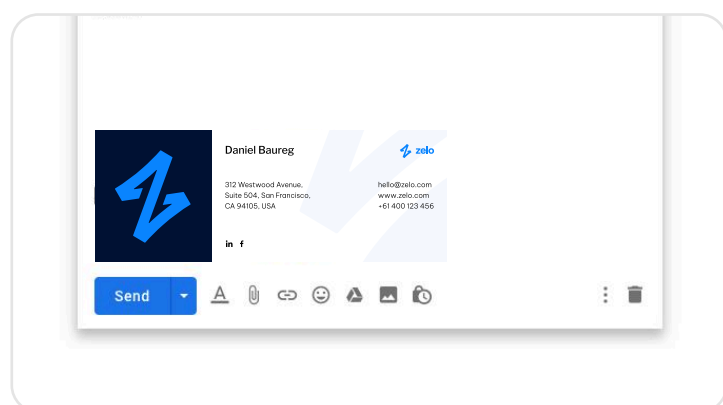 Daniel Baureg
zelo
312 Westwood Avenue,
Suite 504, San Francisco,
CA 94105, USA
hello@zelo.com
www.zelo.com
+61 400 123 456
in f
Send